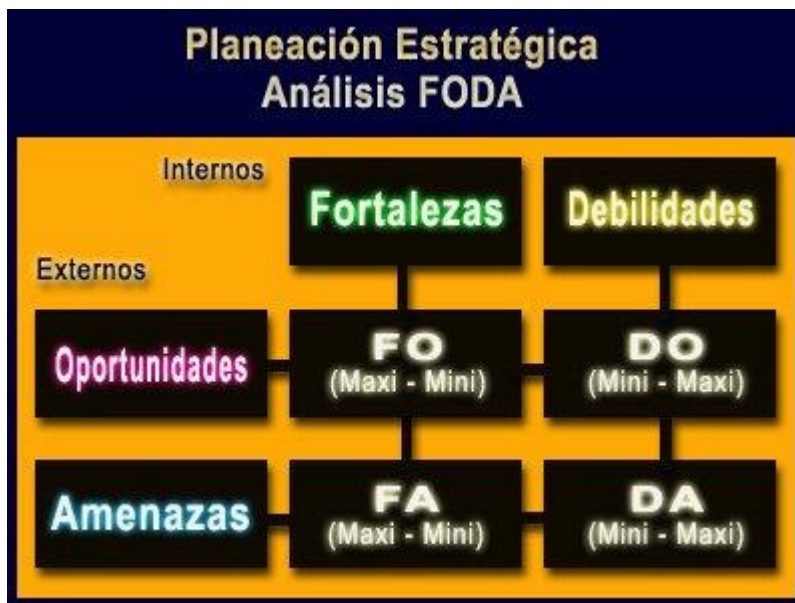 Planeación Estratégica
Análisis FODA
Internos
Fortalezas
Debilidades
Externos
Oportunidades
FO
(Maxi - Mini)
DO
(Mini - Maxi)
Amenazas
FA
(Maxi - Mini)
DA
(Mini - Maxi)